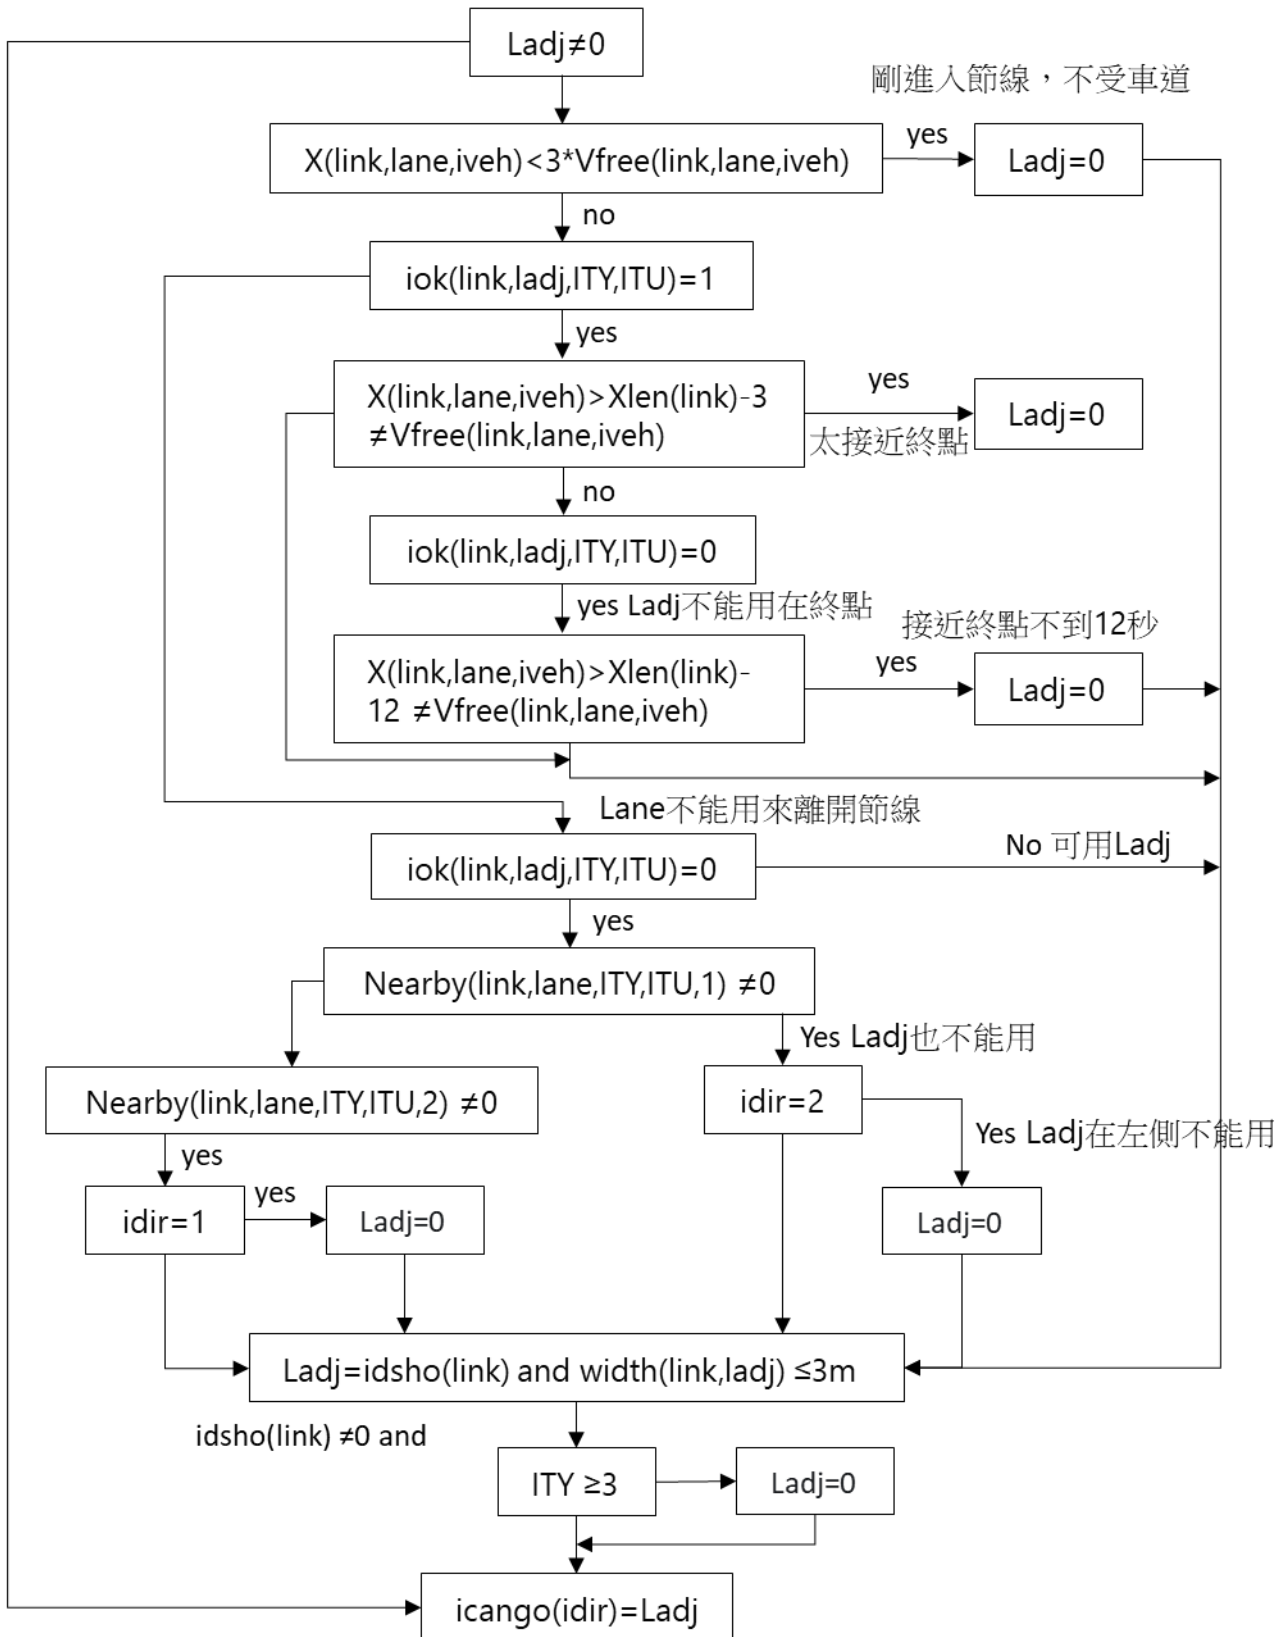 Ladj≠0
剛進入節線，不受車道
X(link,lane,iveh)<3*Vfree(link,lane,iveh)
yes
Ladj=0
no
iok(link,ladj,ITY,ITU)=1
yes
X(link,lane,iveh)>Xlen(link)-3
≠Vfree(link,lane,iveh)
yes
太接近終點
Ladj=0
no
iok(link,ladj,ITY,ITU)=0
yes Ladj不能用在終點
接近終點不到12秒
X(link,lane,iveh)>Xlen(link)-
12 ≠Vfree(link,lane,iveh)
yes
Ladj=0
Lane不能用來離開節線
iok(link,ladj,ITY,ITU)=0
No 可用Ladj
yes
Nearby(link,lane,ITY,ITU,1) ≠0
Yes Ladj也不能用
Nearby(link,lane,ITY,ITU,2) ≠0
idir=2
Yes Ladj在左側不能用
yes
idir=1
yes
Ladj=0
Ladj=0
Ladj=idsho(link) and width(link,ladj) ≤3m
idsho(link) ≠0 and
ITY ≥3
Ladj=0
icango(idir)=Ladj